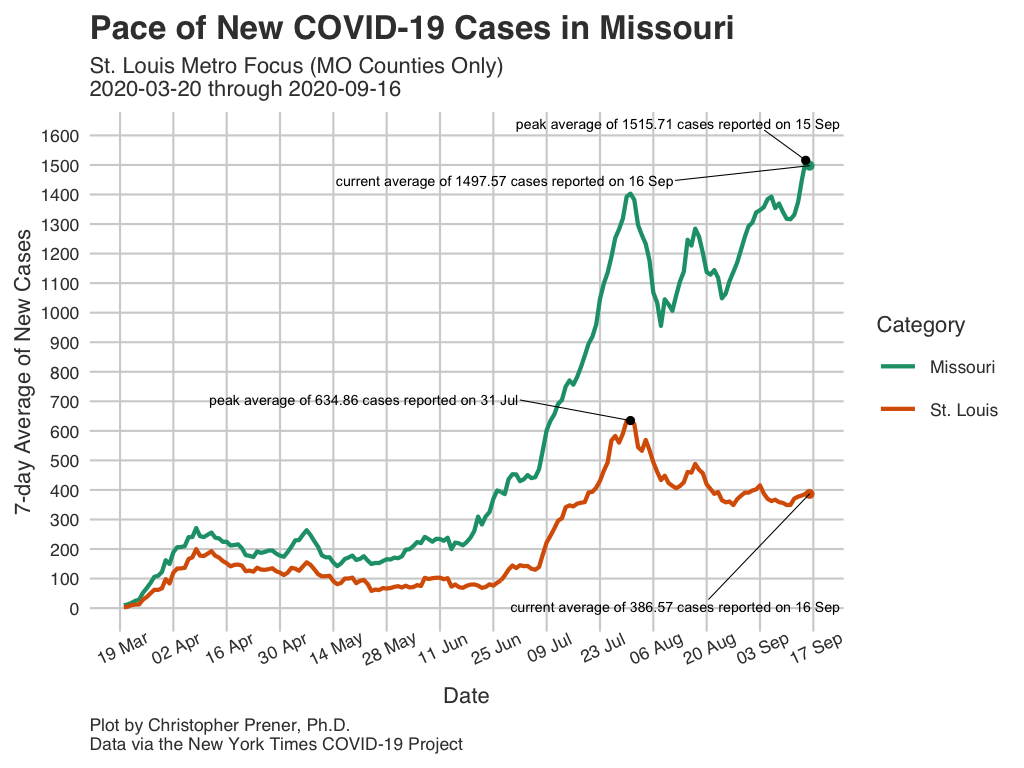 Pace of New COVID-19 Cases in Missouri
St. Louis Metro Focus (MO Counties Only)
2020-03-20 through 2020-09-16
7-day Average of New Cases
1600
1500
1400
1300
1200
1100
1000
900
800
700
600
500
400
300
200
100
0
peak average of 1515.71 cases reported on 15 Sep
current average of 1497.57 cases reported on 16 Sep
peak average of 634.86 cases reported on 31 Jul
current average of 386.57 cases reported on 16 Sep
19 Mar
02 Apr
16 Apr
30 Apr
14 May
28 May
11 Jun
25 Jun
09 Jul
23 Jul
06 Aug
20 Aug
03 Sep
17 Sep
Date
Category
Missouri
St. Louis
Plot by Christopher Prener, Ph.D.
Data via the New York Times COVID-19 Project